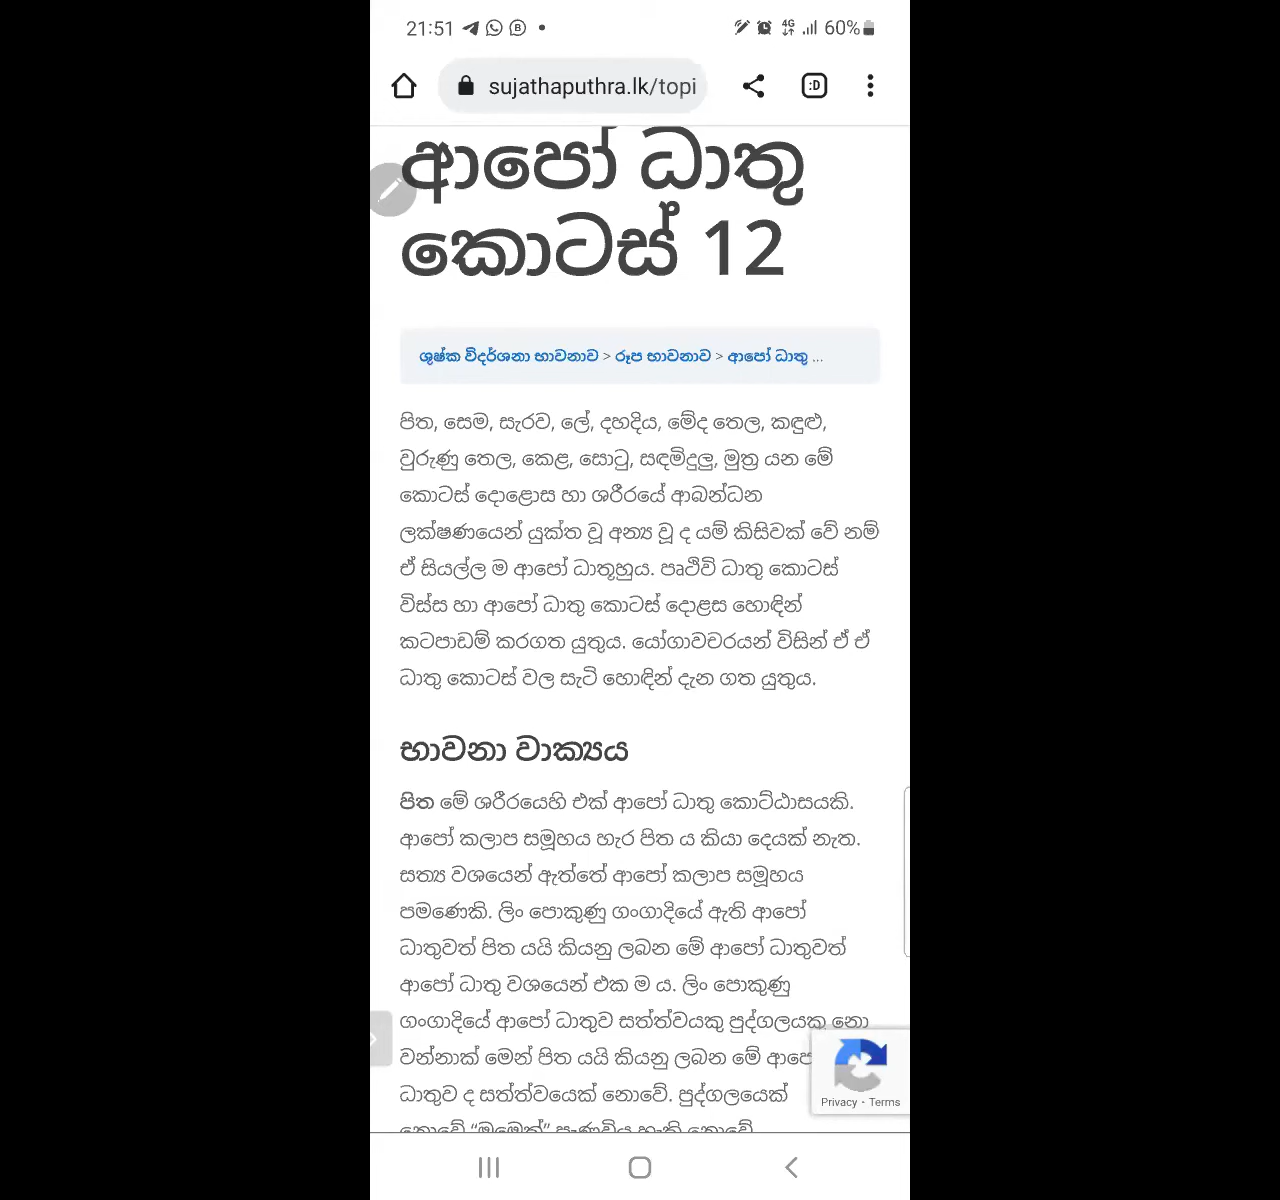 21:51
4G
60%
sujathaputhra.lk/topi
:D
ආපෝ ධාතු
කොටස් 12
ශුෂ්ක විදර්ශනා භාවනාව > රූප භාවනාව > ආපෝ ධාතු ...
පිත, සෙම, සැරව, ලේ, දහදිය, මේද තෙල, කඳුළු,
වුරුණු තෙල, කෙළ, සොටු, සඳමිදුලු, මුත්‍ර යන මේ
කොටස් දොළොස හා ශරීරයේ ආබන්ධන
ලක්ෂණයෙන් යුක්ත වූ අන්‍ය වූ ද යම් කිසිවක් වේ නම්
ඒ සියල්ල ම ආපෝ ධාතූහුය. පෘථිවි ධාතු කොටස්
විස්ස හා ආපෝ ධාතු කොටස් දොළස හොඳින්
කටපාඩම් කරගත යුතුය. යෝගාවචරයන් විසින් ඒ ඒ
ධාතු කොටස් වල සැටි හොඳින් දැන ගත යුතුය.
භාවනා වාක්‍යය
පිත මේ ශරීරයෙහි එක් ආපෝ ධාතු කොට්ඨාසයකි.
ආපෝ කලාප සමූහය හැර පිත ය කියා දෙයක් නැත.
සත්‍ය වශයෙන් ඇත්තේ ආපෝ කලාප සමූහය
පමණෙකි. ලිං පොකුණු ගංගාදියේ ඇති ආපෝ
ධාතුවත් පිත යයි කියනු ලබන මේ ආපෝ ධාතුවත්
ආපෝ ධාතු වශයෙන් එක ම ය. ලිං පොකුණු
ගංගාදියේ ආපෝ ධාතුව සත්ත්වයකු පුද්ගලයකු නො
වන්නාක් මෙන් පිත යයි කියනු ලබන මේ
ධාතුව ද සත්ත්වයෙක් නොවේ. පුද්ගලයෙක්
Privacy - Terms